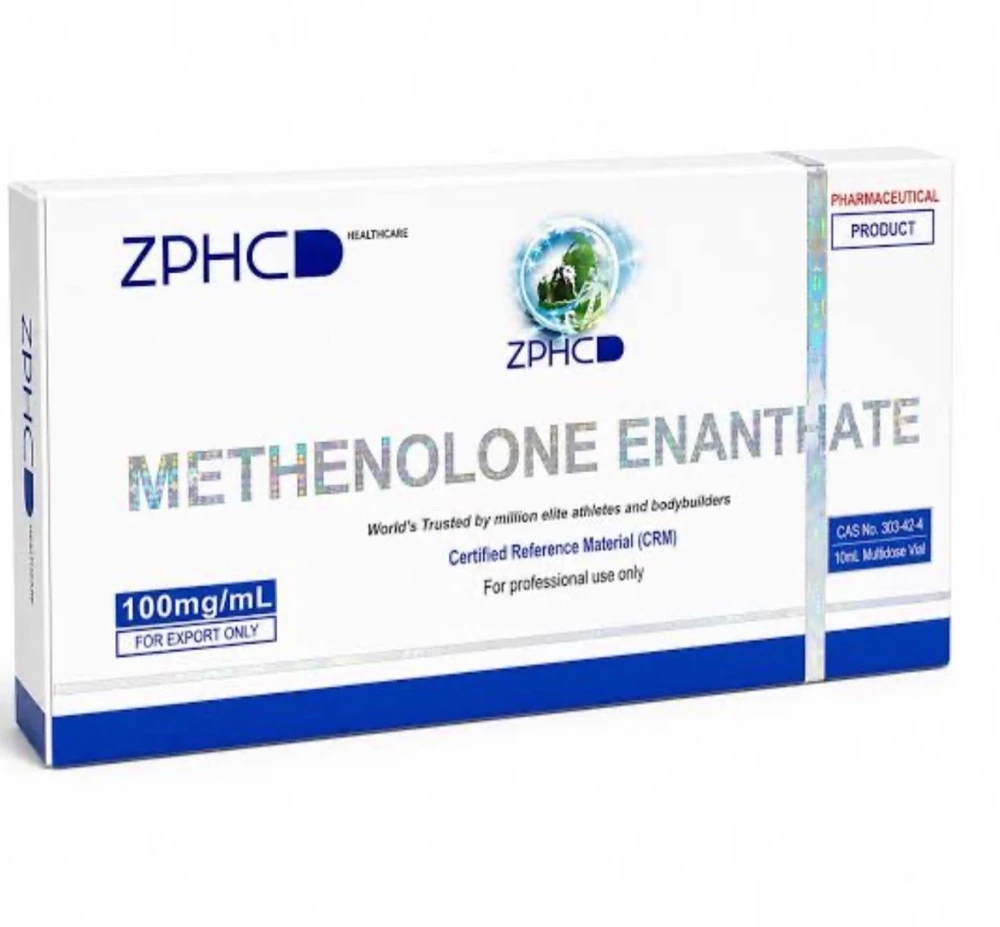 ZPHC HEALTHCARE
PHARMACEUTICAL
PRODUCT
ZPHC
ZPHC HEALTHCARE
METHENOLONE ENANTHATE
World's Trusted by million elite athletes and bodybuilders
Certified Reference Material (CRM)
For professional use only
CAS No. 303-42-4
10mL Multidose Vial
100mg/mL
FOR EXPORT ONLY